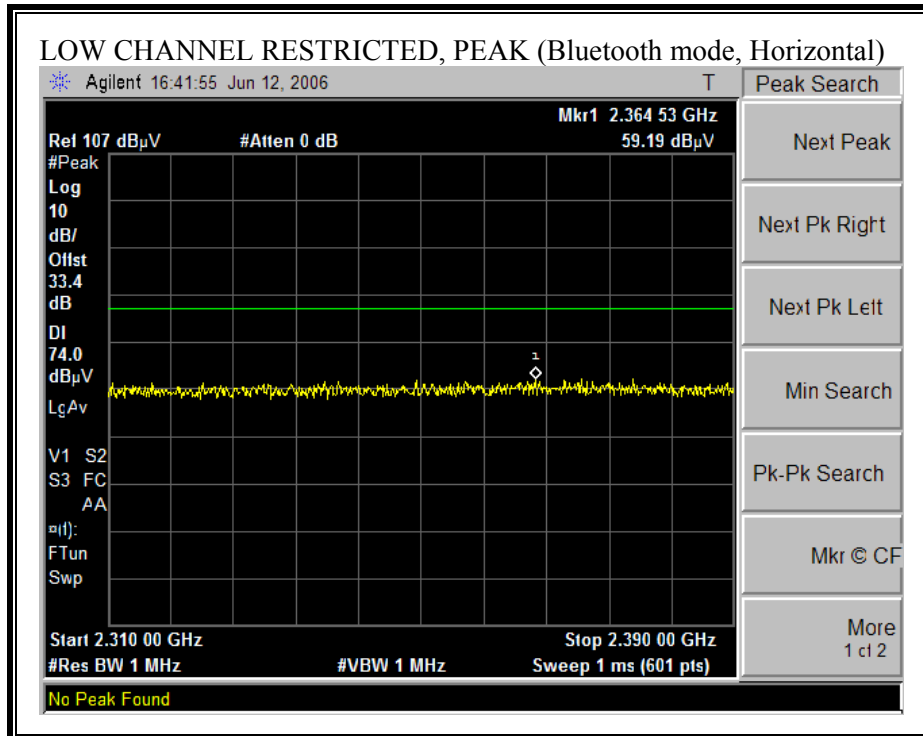 LOW CHANNEL RESTRICTED, PEAK (Bluetooth mode, Horizontal)
Agilent 16:41:55 Jun 12, 2006 T
Peak Search
Mkr1 2.364 53 GHz
Ref 107 dBµV #Atten 0 dB 59.19 dBµV
#Peak
Log
10
dB/
Offst
33.4
dB
DI
74.0
dBµV
LgAv
V1 S2
S3 FC
AA
¤(f):
FTun
Swp
1
Start 2.310 00 GHz Stop 2.390 00 GHz
#Res BW 1 MHz #VBW 1 MHz Sweep 1 ms (601 pts)
No Peak Found
Next Peak
Next Pk Right
Next Pk Left
Min Search
Pk-Pk Search
Mkr © CF
More
1 of 2